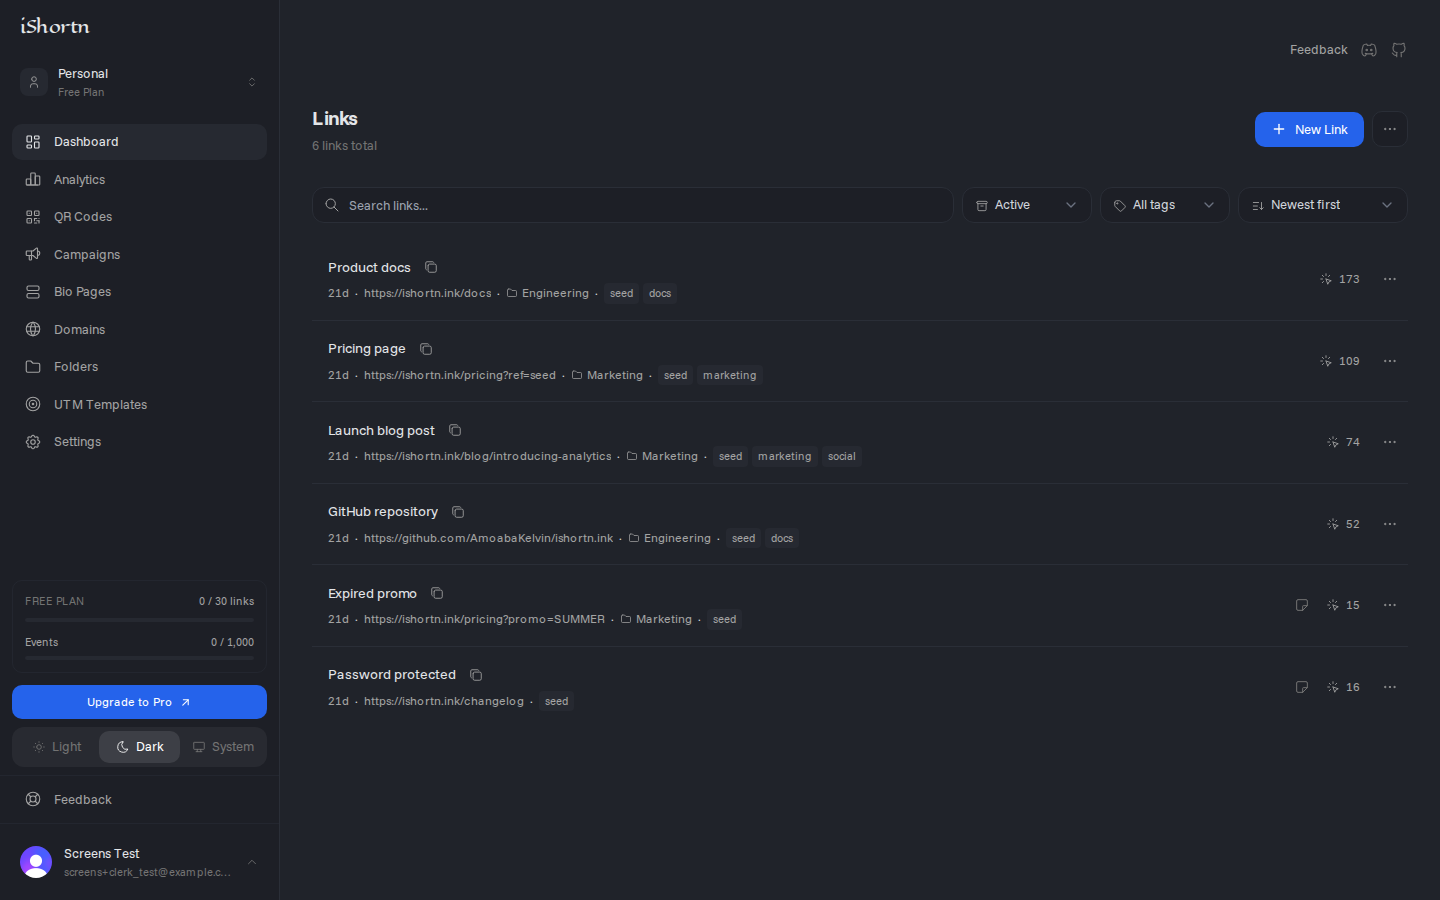 iShortn
Personal
Free Plan
Dashboard
Analytics
QR Codes
Campaigns
Bio Pages
Domains
Folders
UTM Templates
Settings
FREE PLAN 0 / 30 links
Events 0 / 1,000
Upgrade to Pro
Light Dark System
Feedback
Screens Test
screens+clerk_test@example.c...
Feedback
Links
6 links total
New Link
Search links...
Active
All tags
Newest first
Product docs
21d · https://ishortn.ink/docs · Engineering · seed docs
173
Pricing page
21d · https://ishortn.ink/pricing?ref=seed · Marketing · seed marketing
109
Launch blog post
21d · https://ishortn.ink/blog/introducing-analytics · Marketing · seed marketing social
74
GitHub repository
21d · https://github.com/AmoabaKelvin/ishortn.ink · Engineering · seed docs
52
Expired promo
21d · https://ishortn.ink/pricing?promo=SUMMER · Marketing · seed
15
Password protected
21d · https://ishortn.ink/changelog · seed
16